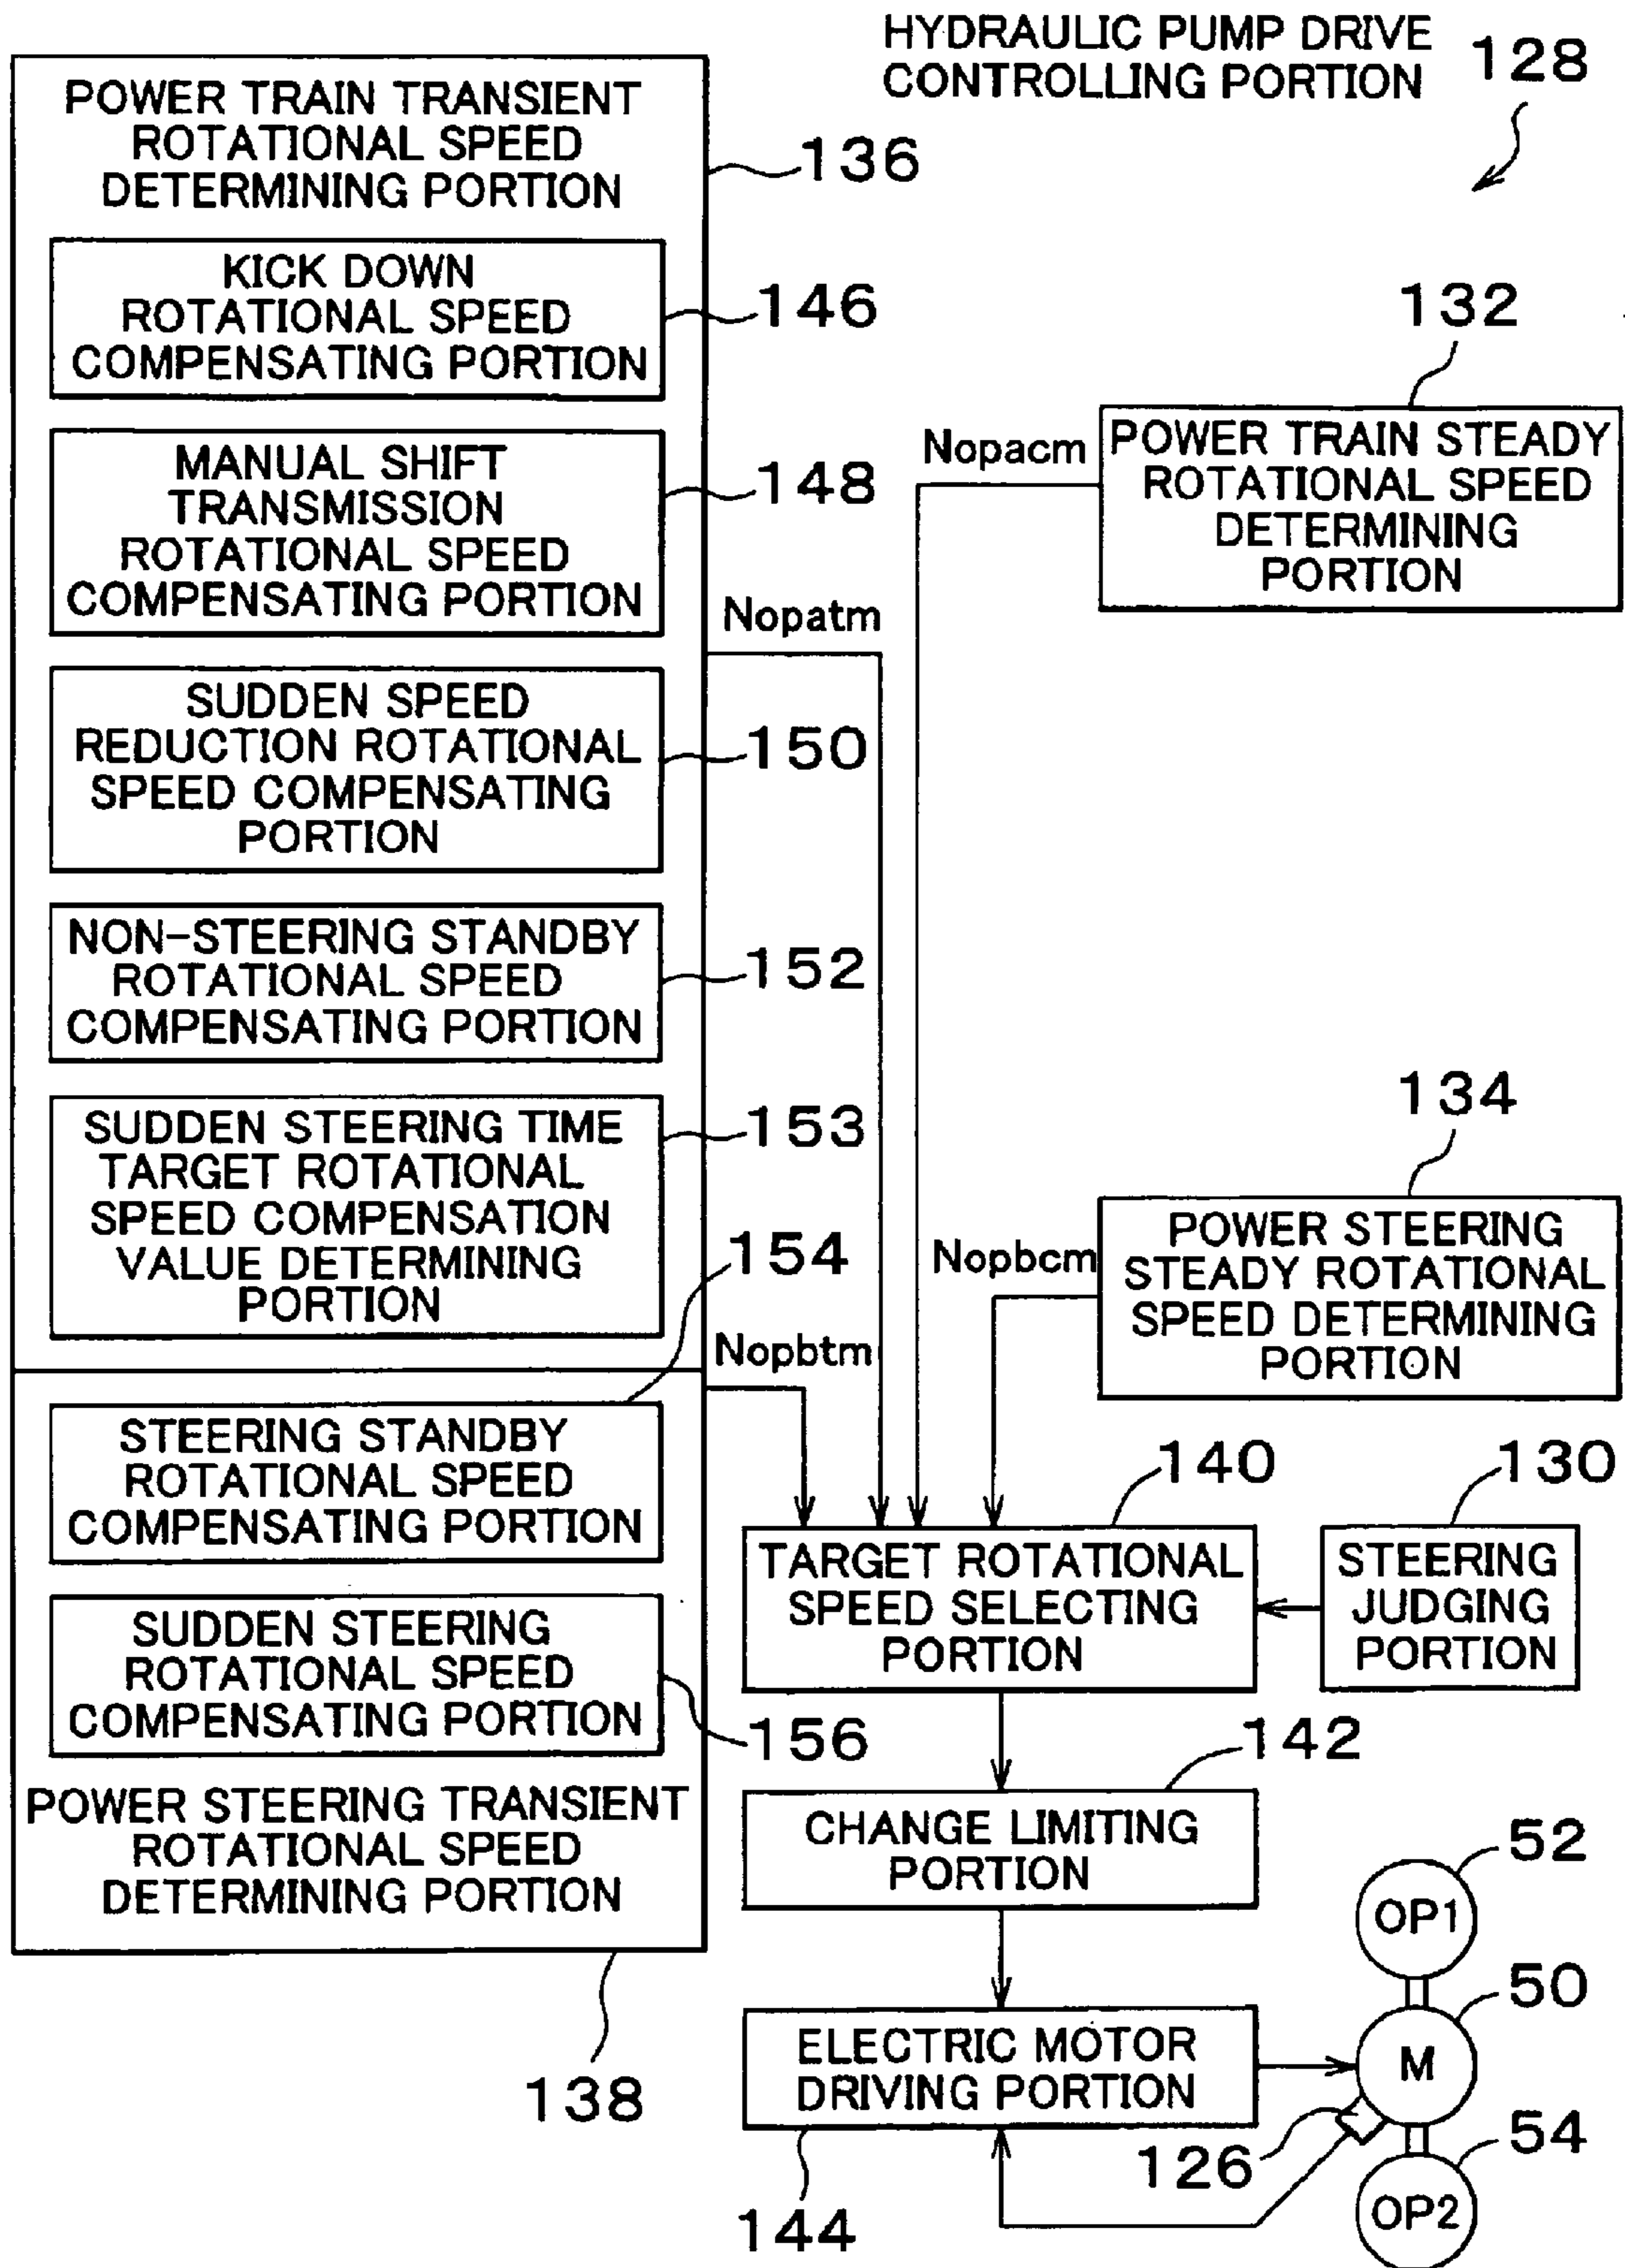 HYDRAULIC PUMP DRIVE
CONTROLLING PORTION
128
POWER TRAIN TRANSIENT
ROTATIONAL SPEED
DETERMINING PORTION
136
KICK DOWN
ROTATIONAL SPEED
COMPENSATING PORTION
146
MANUAL SHIFT
TRANSMISSION
ROTATIONAL SPEED
COMPENSATING PORTION
148
SUDDEN SPEED
REDUCTION ROTATIONAL
SPEED COMPENSATING
PORTION
150
NON-STEERING STANDBY
ROTATIONAL SPEED
COMPENSATING PORTION
152
SUDDEN STEERING TIME
TARGET ROTATIONAL
SPEED COMPENSATION
VALUE DETERMINING
PORTION
153
154
STEERING STANDBY
ROTATIONAL SPEED
COMPENSATING PORTION
SUDDEN STEERING
ROTATIONAL SPEED
COMPENSATING PORTION
156
POWER STEERING TRANSIENT
ROTATIONAL SPEED
DETERMINING PORTION
138
Nopatm
Nopbtm
Nopacm
132
POWER TRAIN STEADY
ROTATIONAL SPEED
DETERMINING
PORTION
134
Nopbcm
POWER STEERING
STEADY ROTATIONAL
SPEED DETERMINING
PORTION
140
TARGET ROTATIONAL
SPEED SELECTING
PORTION
130
STEERING
JUDGING
PORTION
142
CHANGE LIMITING
PORTION
ELECTRIC MOTOR
DRIVING PORTION
144
52
OP1
50
M
126
54
OP2